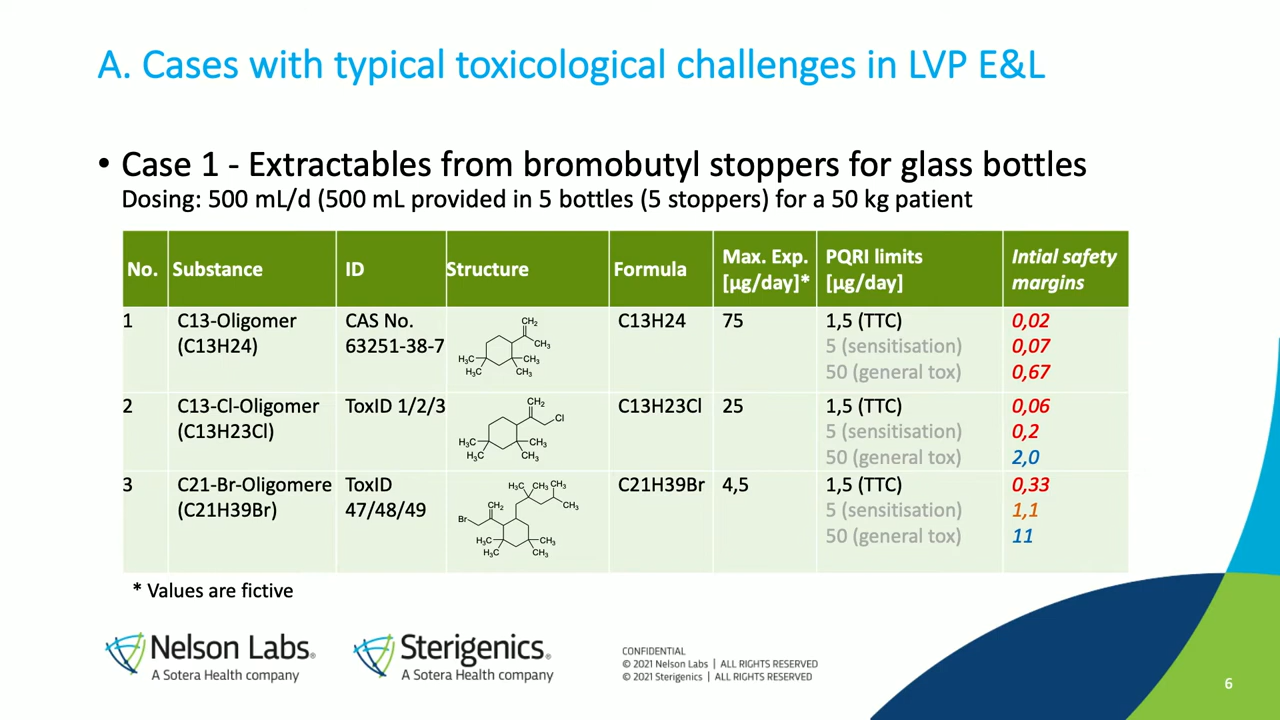 A. Cases with typical toxicological challenges in LVP E&L
• Case 1 - Extractables from bromobutyl stoppers for glass bottles
Dosing: 500 mL/d (500 mL provided in 5 bottles (5 stoppers) for a 50 kg patient
No. Substance ID Structure Formula Max. Exp. [µg/day]* PQRI limits [µg/day] Intial safety margins
1 C13-Oligomer CAS No. C13H24 75 1,5 (TTC) 0,02
(C13H24) 63251-38-7 5 (sensitisation) 0,07
50 (general tox) 0,67
CH₂
CH₃
H₃C CH₃
H₃C CH₃
2 C13-Cl-Oligomer ToxID 1/2/3 C13H23Cl 25 1,5 (TTC) 0,06
(C13H23Cl) 5 (sensitisation) 0,2
50 (general tox) 2,0
CH₂
Cl
H₃C CH₃
H₃C CH₃
3 C21-Br-Oligomere ToxID C21H39Br 4,5 1,5 (TTC) 0,33
(C21H39Br) 47/48/49 5 (sensitisation) 1,1
50 (general tox) 11
H₃C CH₃ CH₃
CH₂ CH₃
Br
H₃C CH₃
H₃C CH₃
* Values are fictive
Nelson Labs®
A Sotera Health company
Sterigenics®
A Sotera Health company
CONFIDENTIAL
© 2021 Nelson Labs | ALL RIGHTS RESERVED
© 2021 Sterigenics | ALL RIGHTS RESERVED
6